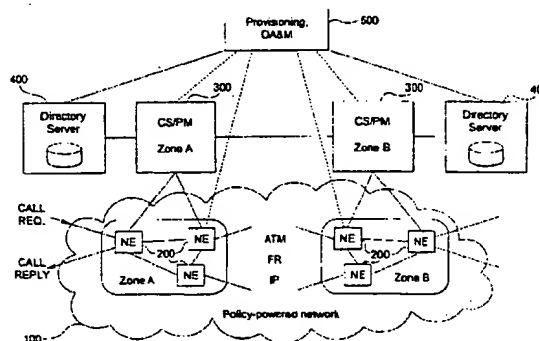 Provisioning,
OA&M
500
400
300
300
40
Directory
Server
CS/PM
Zone A
CS/PM
Zone B
Directory
Server
CALL
REQ.
CALL
REPLY
NE
NE
NE
200
Zone A
ATM
FR
IP
NE
NE
NE
200
Zone B
Policy-powered network
100